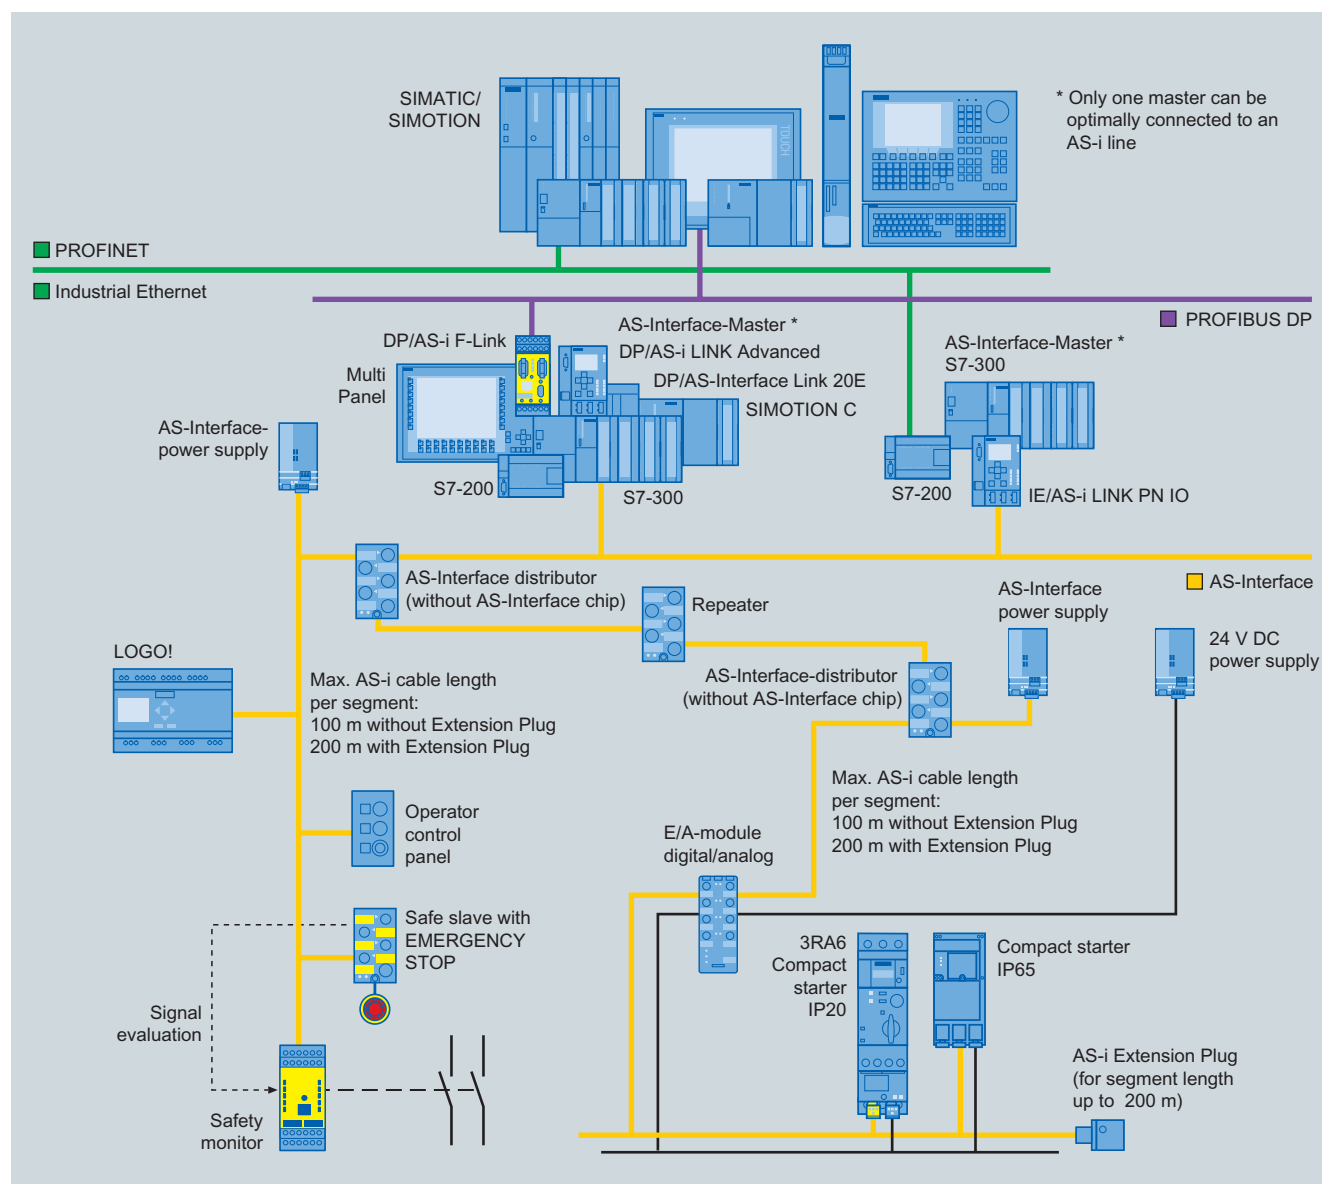 SIMATIC/
SIMOTION
TOUCH
* Only one master can be
optimally connected to an
AS-i line
PROFINET
Industrial Ethernet
PROFIBUS DP
DP/AS-i F-Link
AS-Interface-Master *
DP/AS-i LINK Advanced
DP/AS-Interface Link 20E
SIMOTION C
Multi
Panel
AS-Interface-Master *
S7-300
AS-Interface-
power supply
S7-200
S7-300
S7-200
IE/AS-i LINK PN IO
AS-Interface distributor
(without AS-Interface chip)
Repeater
AS-Interface
AS-Interface
power supply
24 V DC
power supply
LOGO!
AS-Interface-distributor
(without AS-Interface chip)
Max. AS-i cable length
per segment:
100 m without Extension Plug
200 m with Extension Plug
Max. AS-i cable length
per segment:
100 m without Extension Plug
200 m with Extension Plug
Operator
control
panel
E/A-module
digital/analog
Safe slave with
EMERGENCY
STOP
3RA6
Compact
starter
IP20
Compact starter
IP65
Signal
evaluation
AS-i Extension Plug
(for segment length
up to  200 m)
Safety
monitor